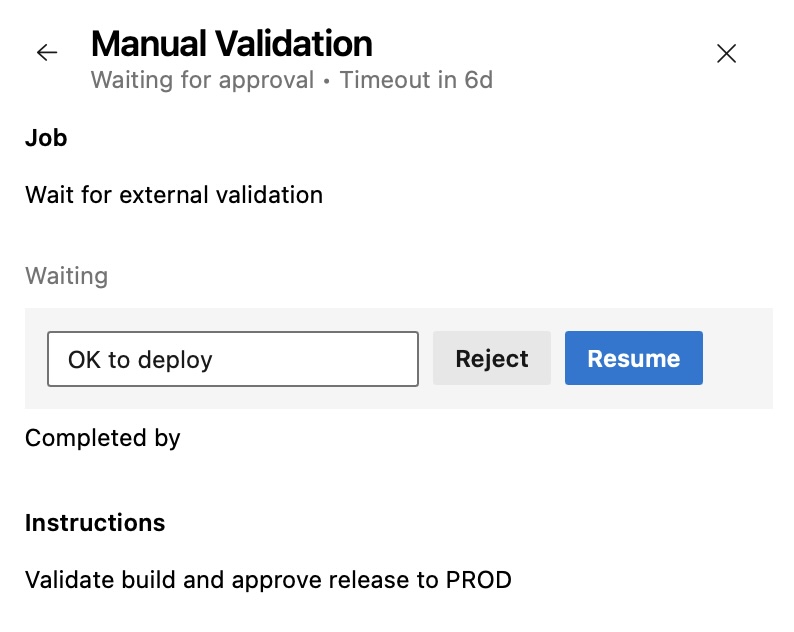 Manual Validation
Waiting for approval • Timeout in 6d
Job
Wait for external validation
Waiting
OK to deploy Reject Resume
Completed by
Instructions
Validate build and approve release to PROD